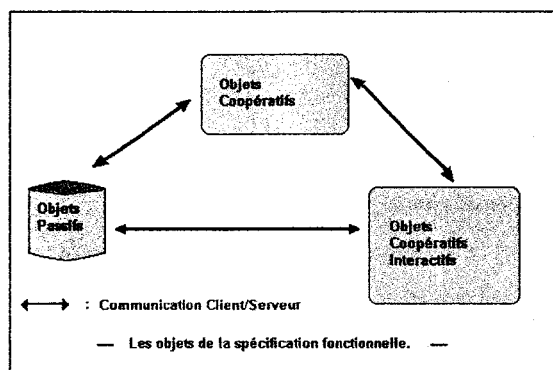 Objets
Coopératifs
Objets
Passifs
Objets
Coopératifs
Interactifs
: Communication Client/Serveur
— Les objets de la spécification fonctionnelle. —